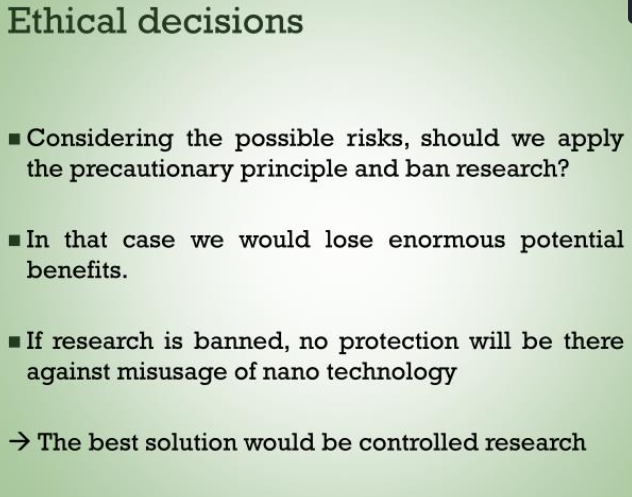 Ethical decisions
▪ Considering the possible risks, should we apply
the precautionary principle and ban research?
▪ In that case we would lose enormous potential
benefits.
▪ If research is banned, no protection will be there
against misusage of nano technology
→ The best solution would be controlled research